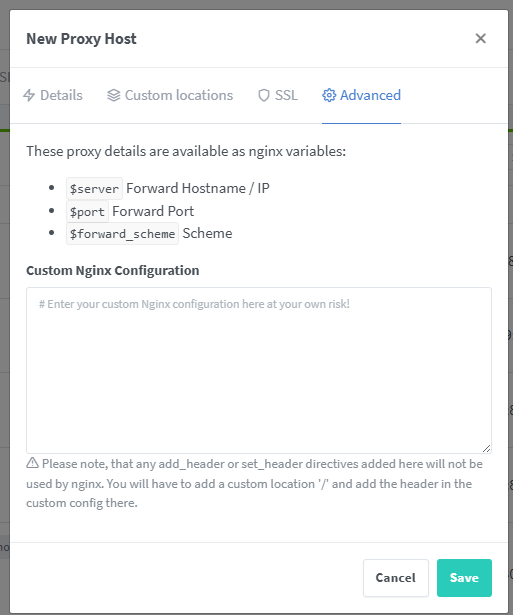 New Proxy Host
Details
Custom locations
SSL
Advanced
These proxy details are available as nginx variables:
$server Forward Hostname / IP
$port Forward Port
$forward_scheme Scheme
Custom Nginx Configuration
# Enter your custom Nginx configuration here at your own risk!
Please note, that any add_header or set_header directives added here will not be
used by nginx. You will have to add a custom location '/' and add the header in the
custom config there.
Cancel
Save